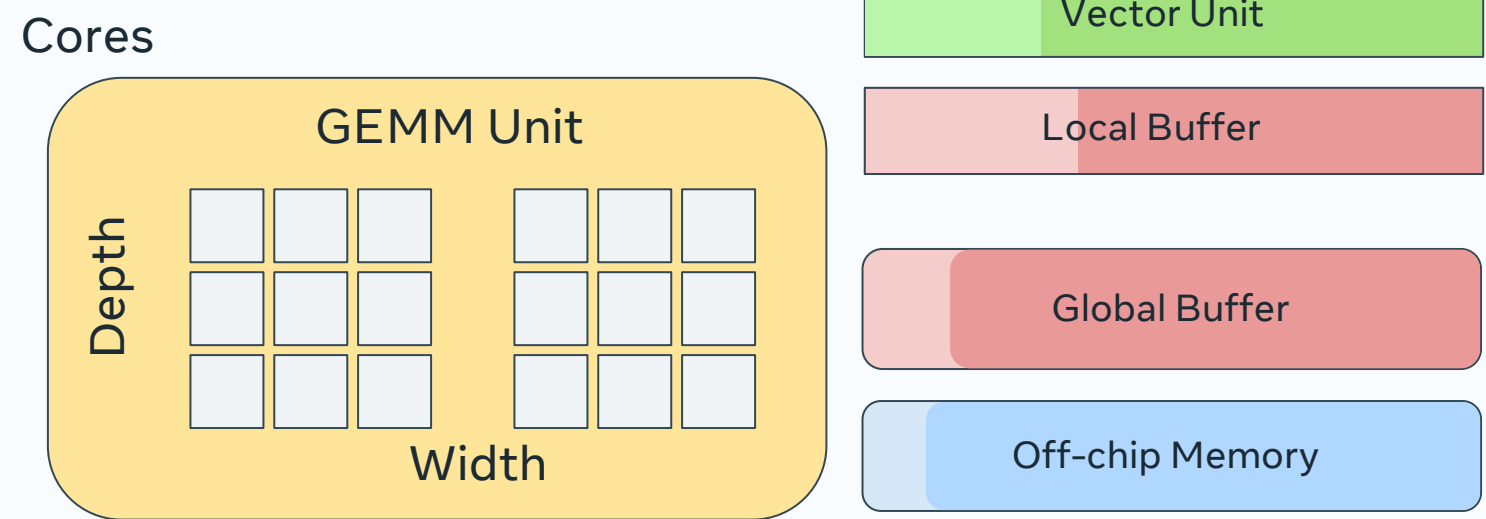 Cores
GEMM Unit
Depth
Width
Vector Unit
Local Buffer
Global Buffer
Off-chip Memory